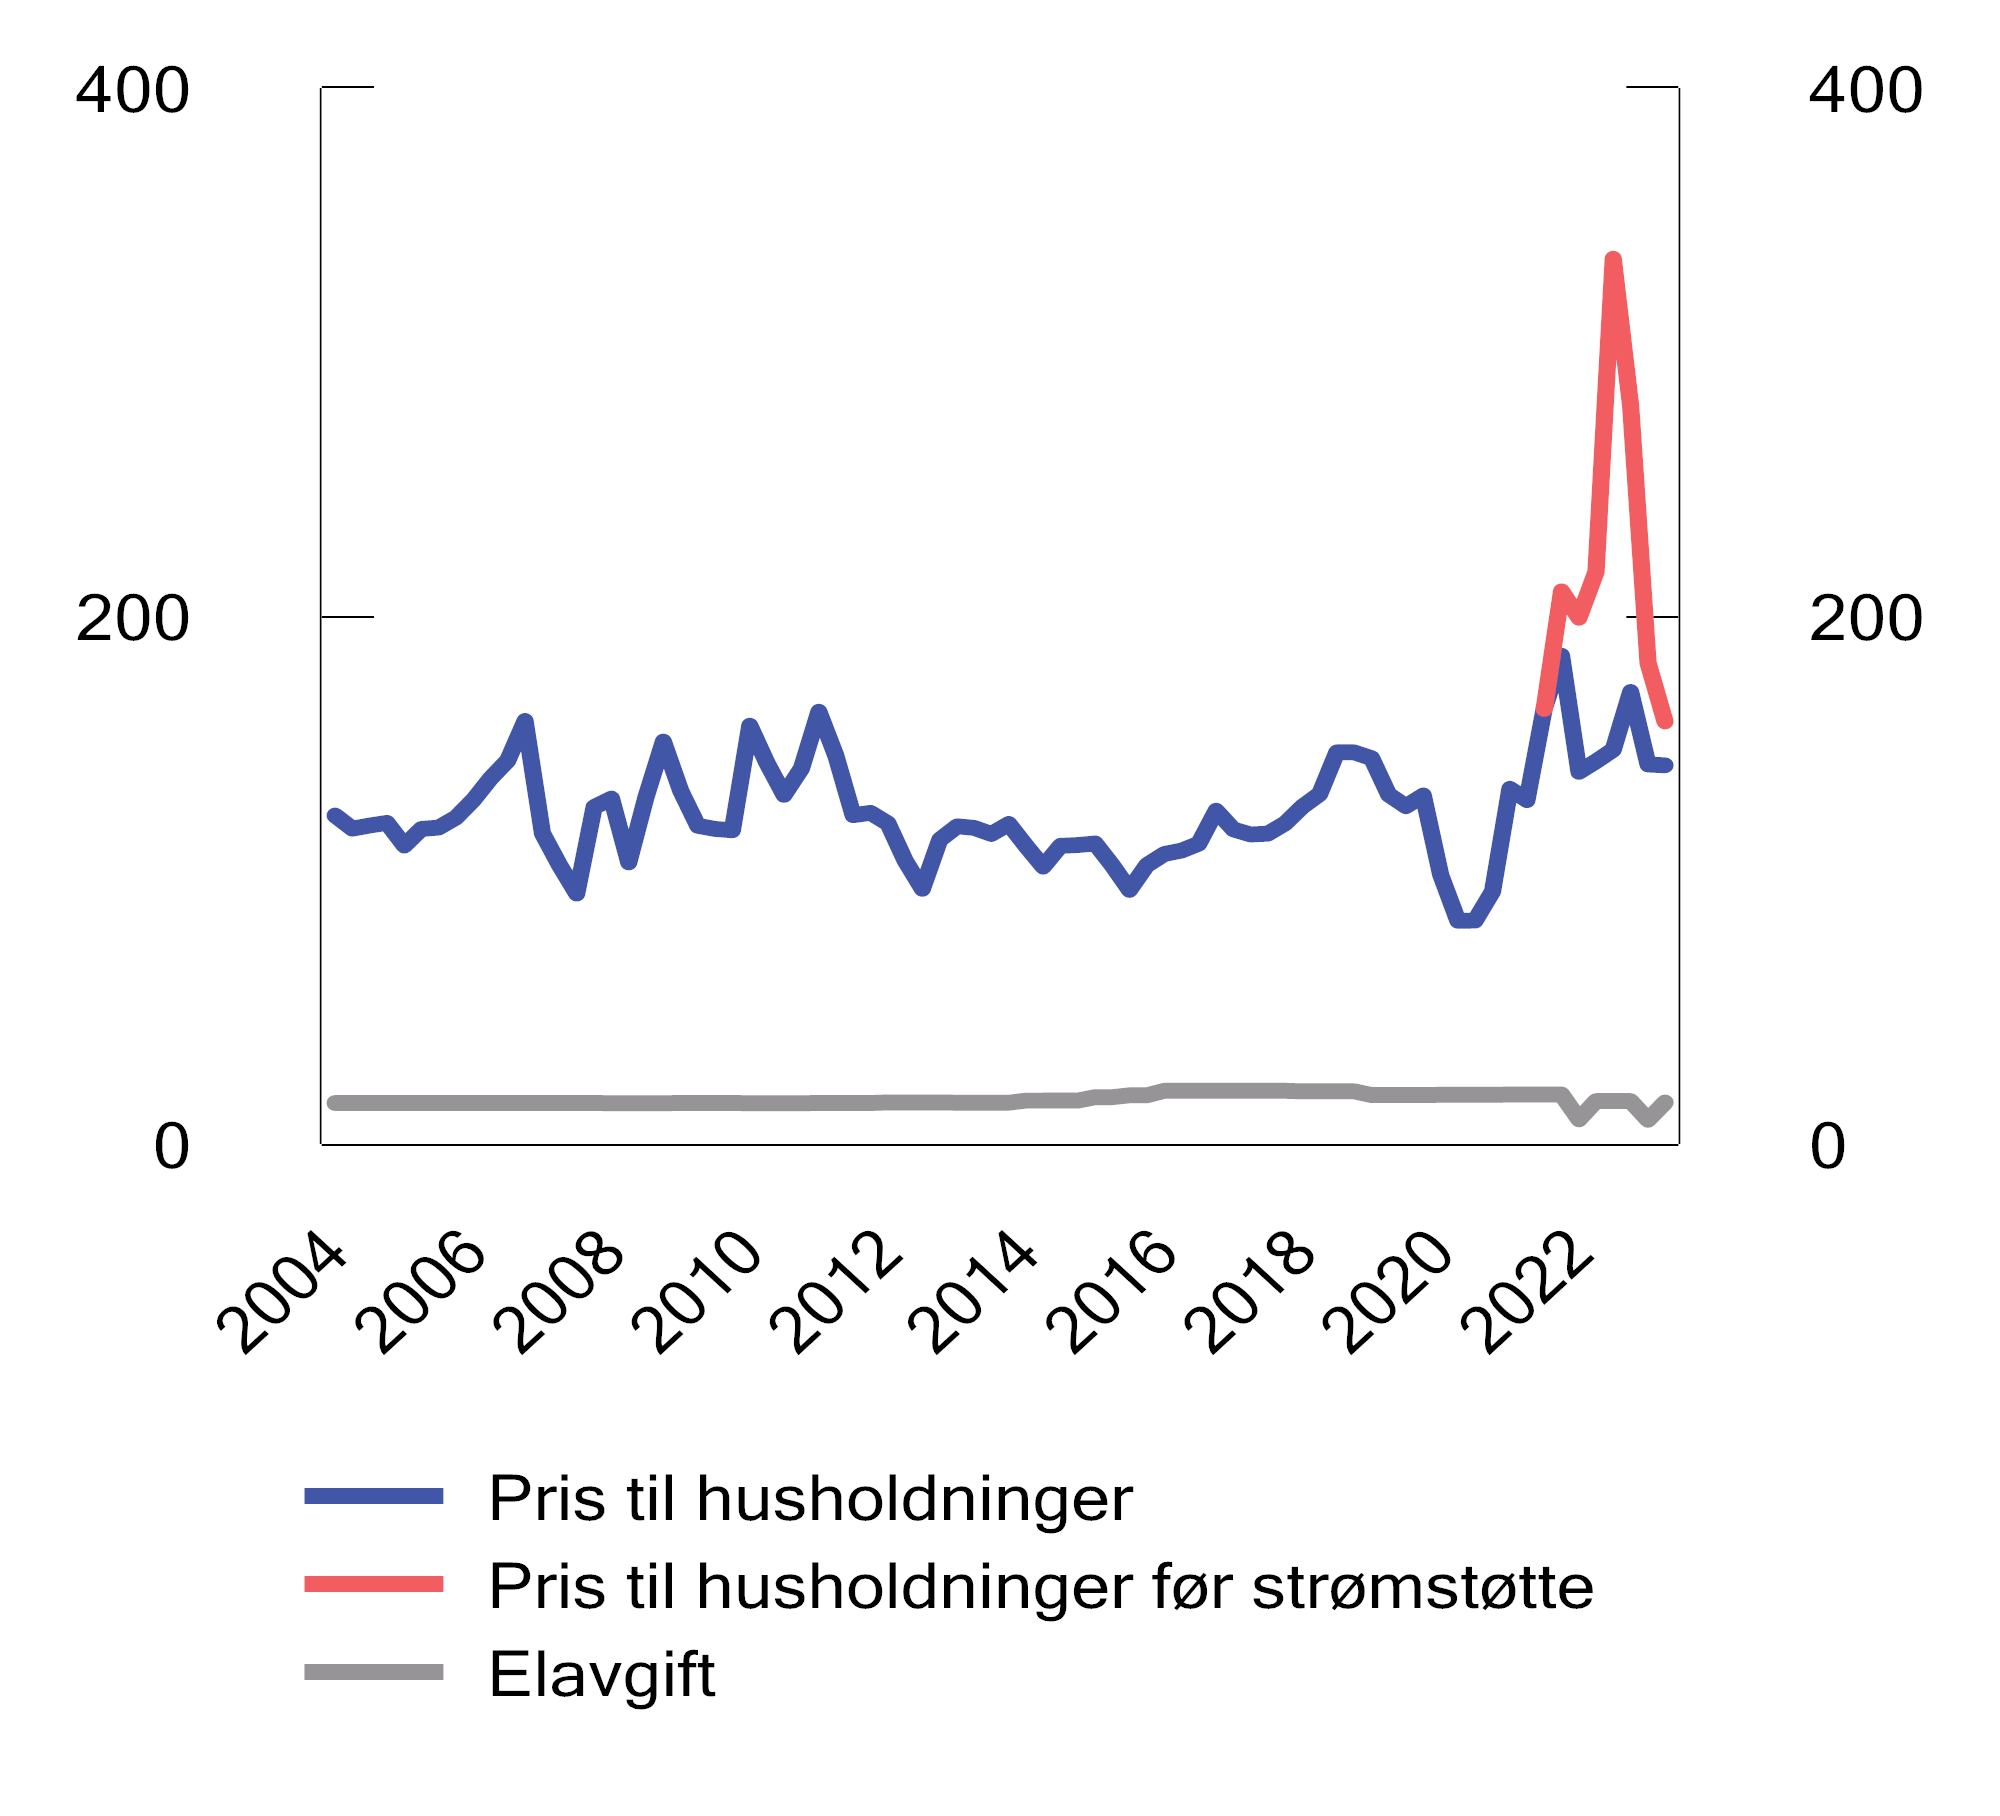 400 400
200 200
0 0
2004 2006 2008 2010 2012 2014 2016 2018 2020 2022
Pris til husholdninger
Pris til husholdninger før strømstøtte
Elavgift